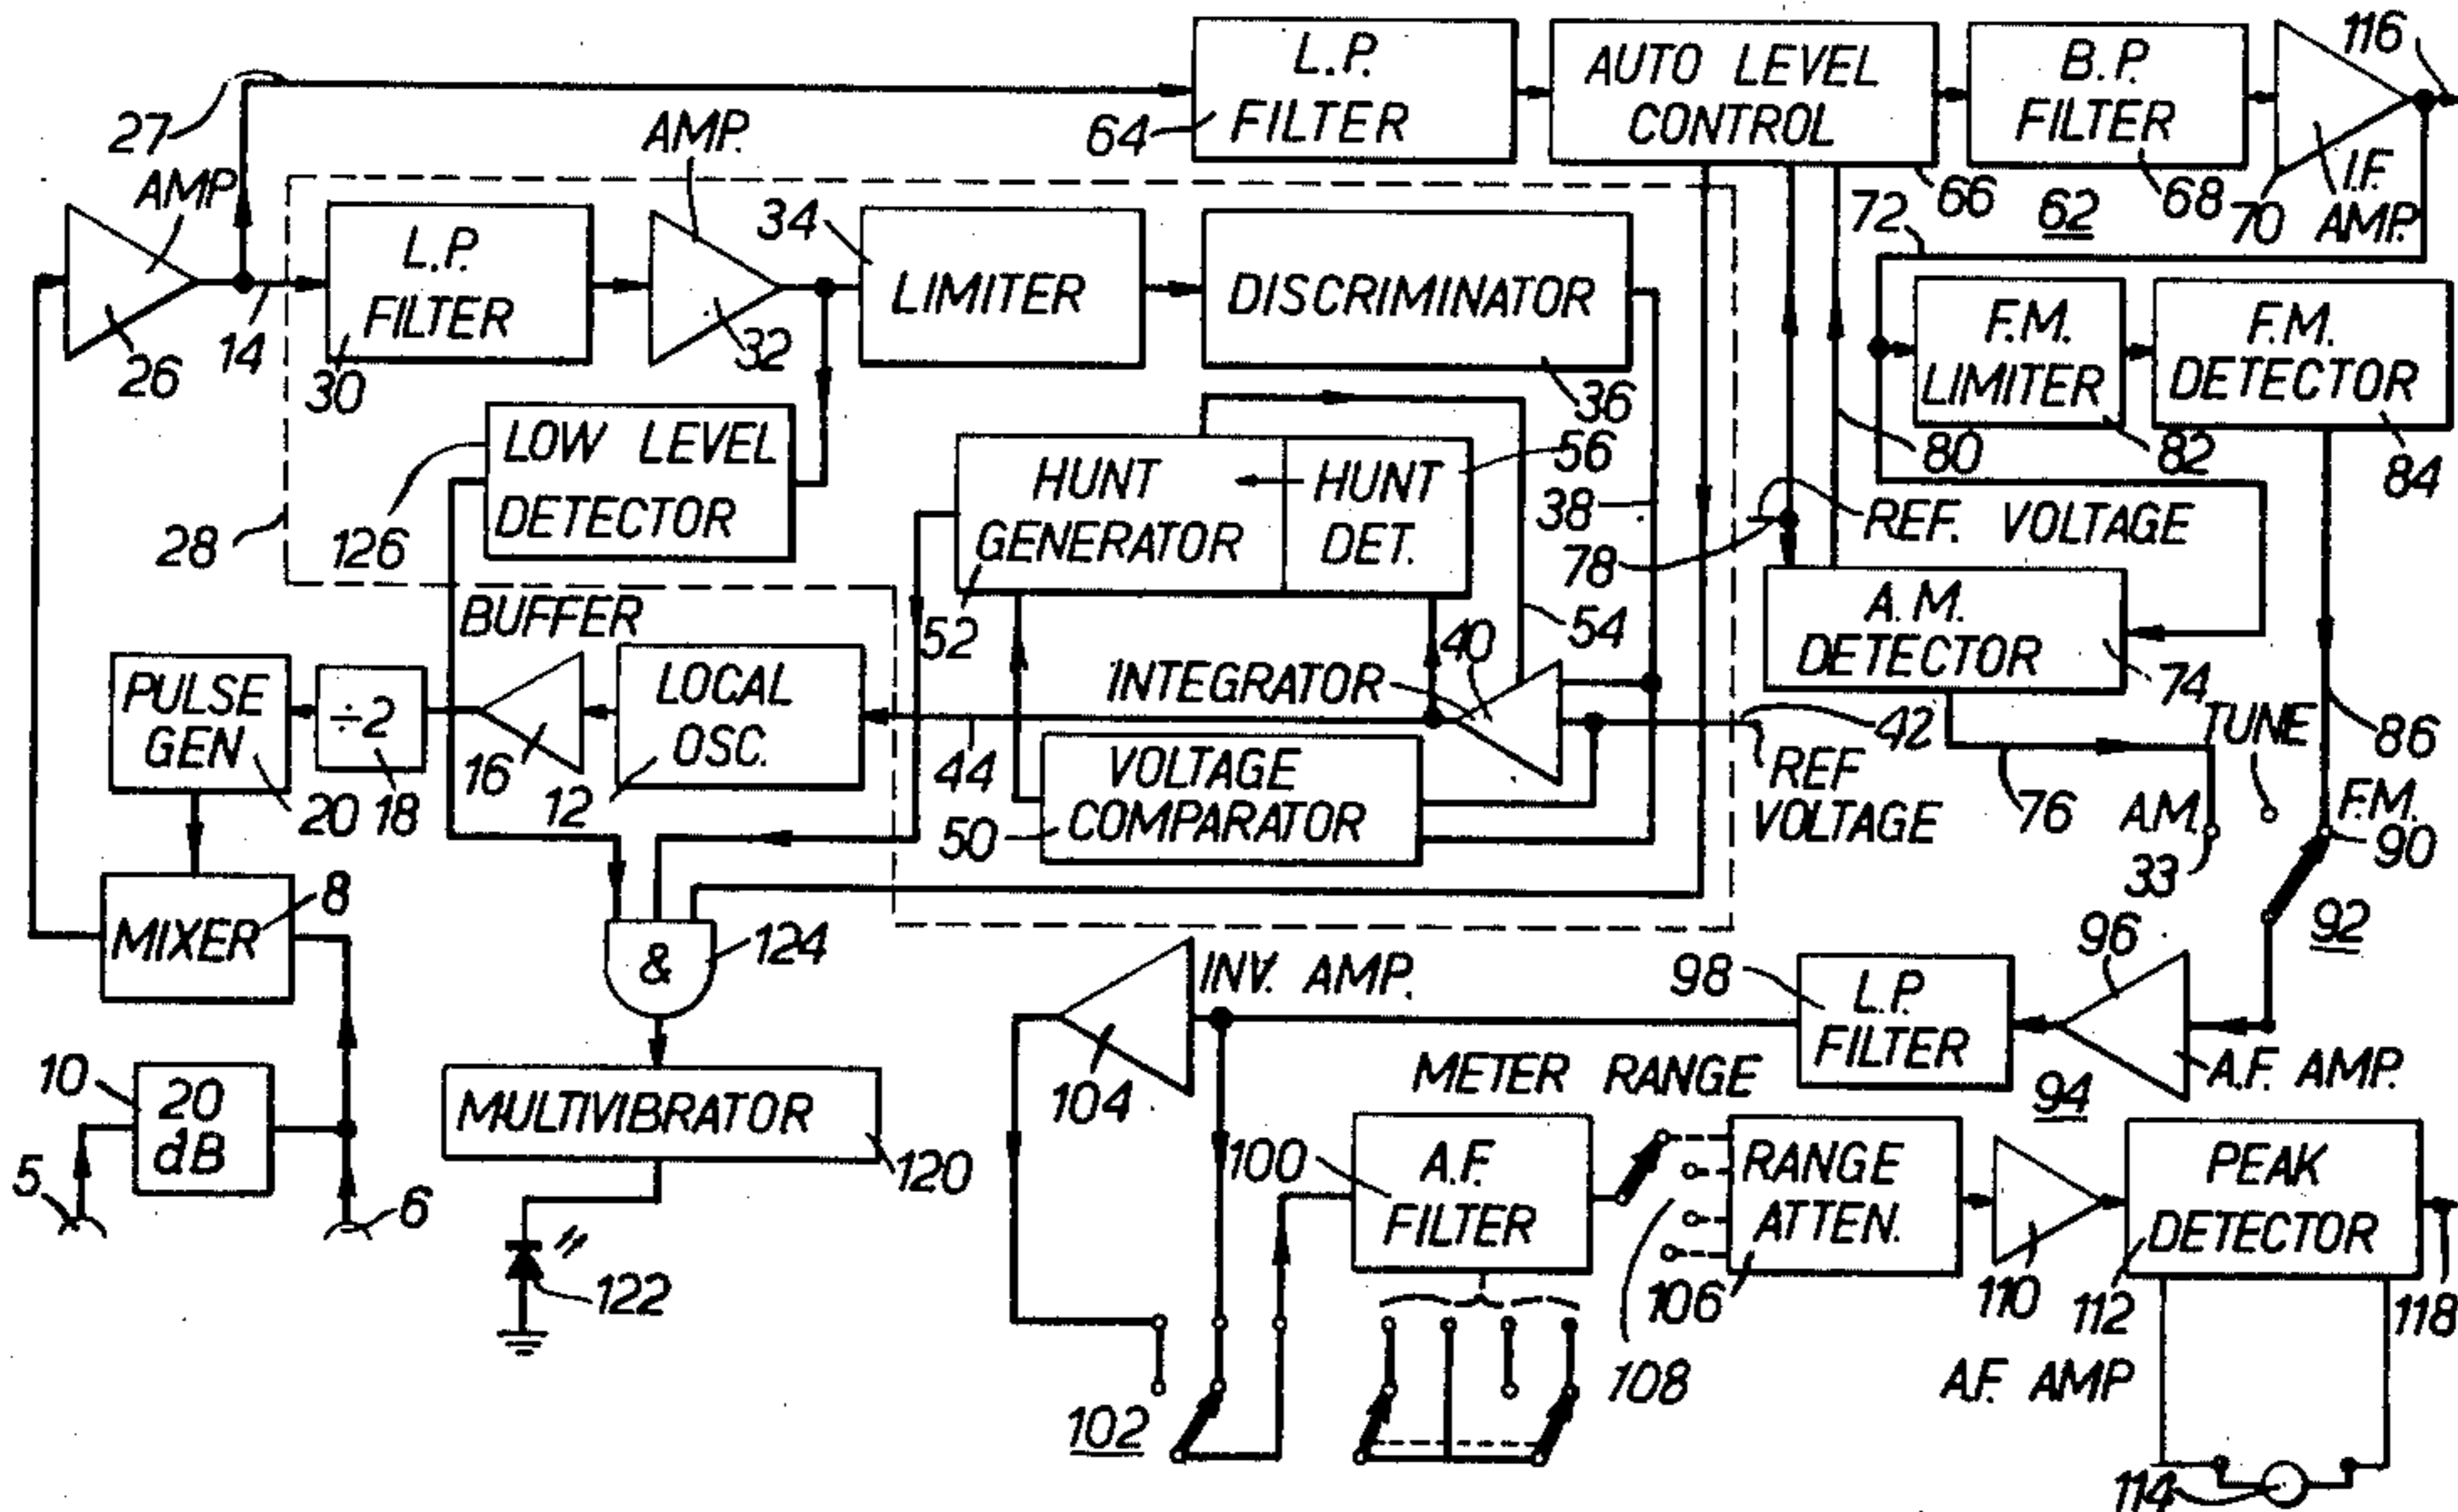 L.P.
FILTER
64
AUTO LEVEL
CONTROL
66
B.P.
FILTER
68
116
I.F.
AMP.
70
62
27
AMP.
26
14
L.P.
FILTER
30
AMP.
32
34
LIMITER
DISCRIMINATOR
36
72
F.M.
LIMITER
82
F.M.
DETECTOR
84
LOW LEVEL
DETECTOR
126
28
HUNT
GENERATOR
52
HUNT
DET.
56
38
54
80
REF. VOLTAGE
78
A.M.
DETECTOR
74
76
86
BUFFER
PULSE
GEN
20
÷2
18
16
LOCAL
OSC.
12
INTEGRATOR
40
44
42
REF
VOLTAGE
VOLTAGE
COMPARATOR
50
TUNE
A.M.
33
F.M.
90
92
MIXER
8
&
124
INV. AMP.
104
98
L.P.
FILTER
96
A.F. AMP.
94
10
20
dB
5
6
MULTIVIBRATOR
120
122
METER RANGE
100
A.F.
FILTER
RANGE
ATTEN.
106
108
110
A.F. AMP
PEAK
DETECTOR
112
118
102
114